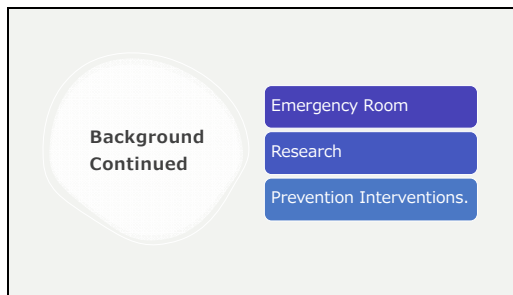 Background
Continued
Emergency Room
Research
Prevention Interventions.